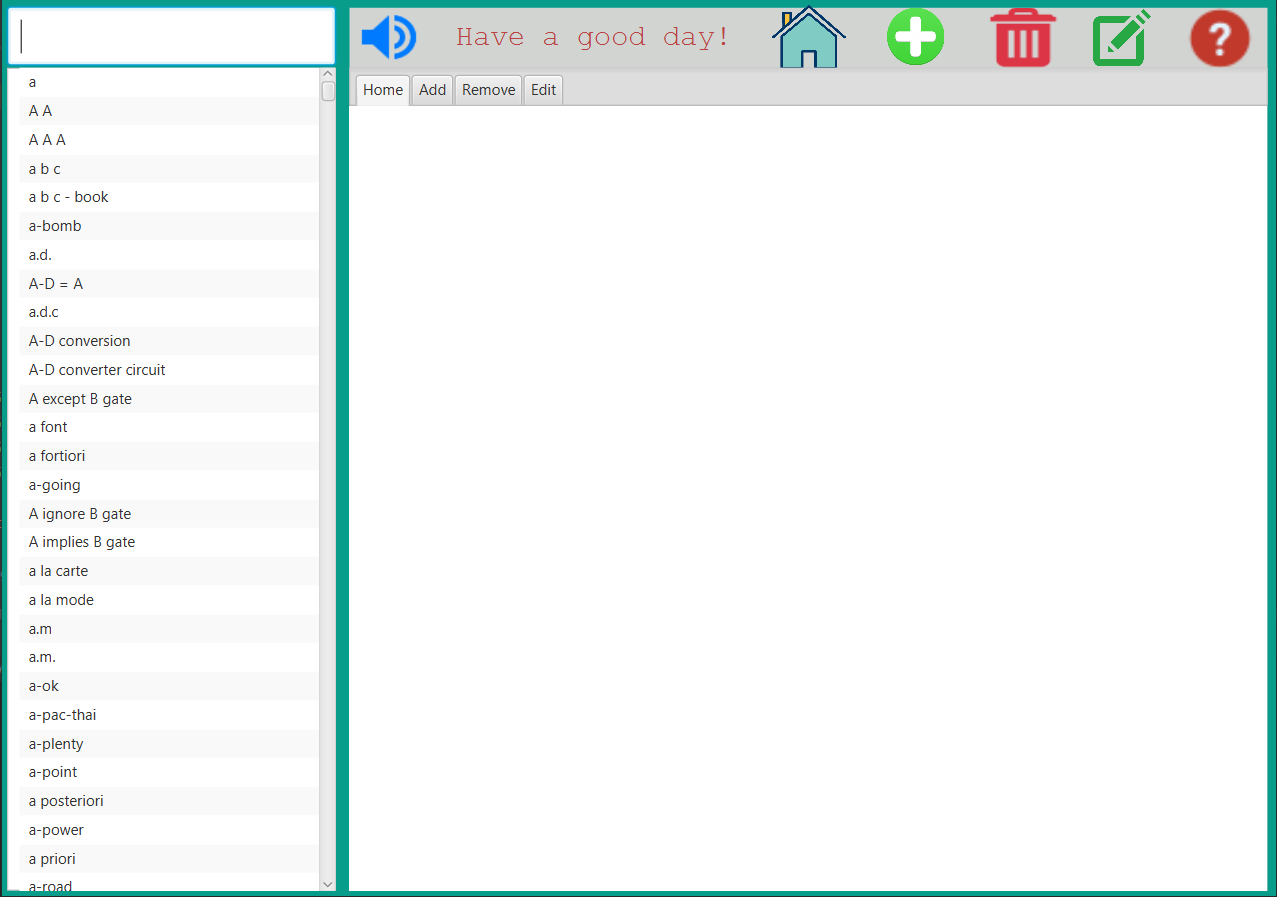 Have a good day!
Home Add Remove Edit
a
A A
A A A
a b c
a b c - book
a-bomb
a.d.
A-D = A
a.d.c
A-D conversion
A-D converter circuit
A except B gate
a font
a fortiori
a-going
A ignore B gate
A implies B gate
a la carte
a la mode
a.m
a.m.
a-ok
a-pac-thai
a-plenty
a-point
a posteriori
a-power
a priori
a-road
?